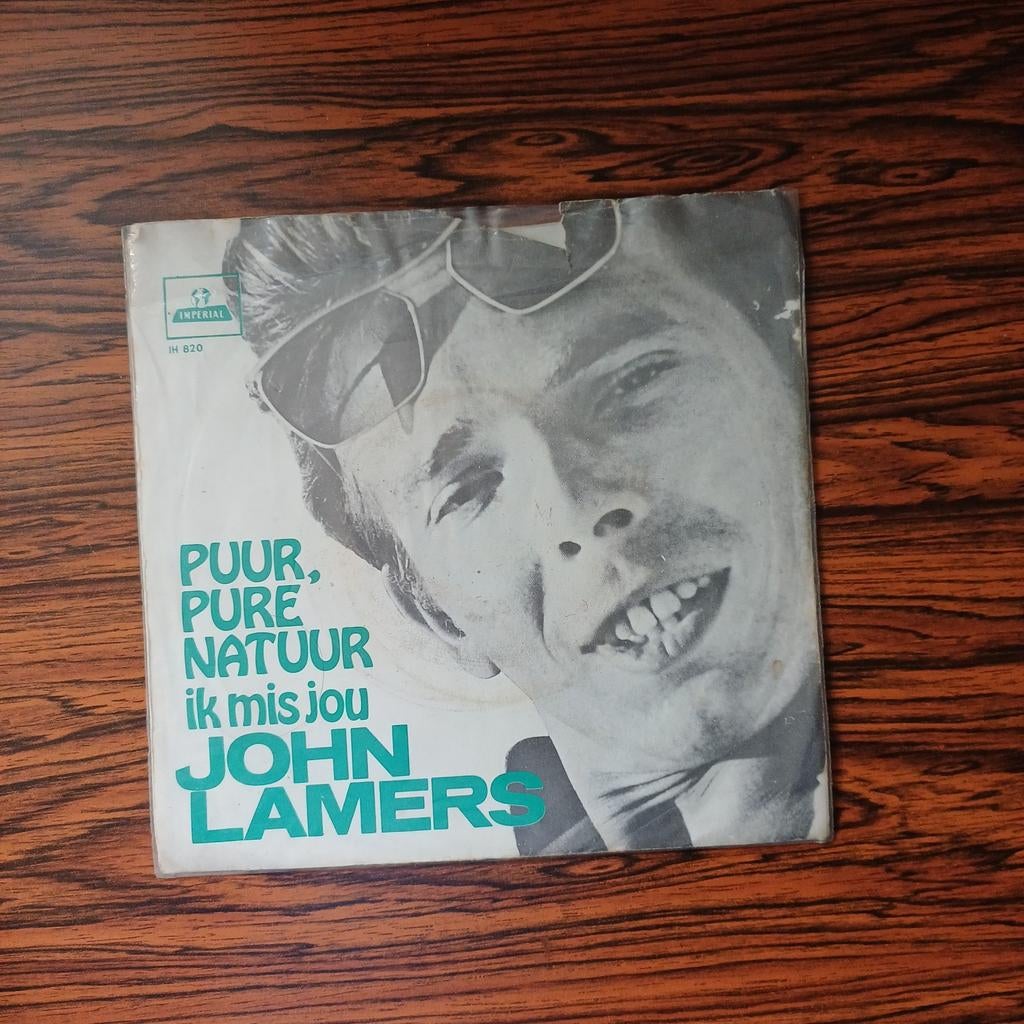 IMPERIAL
IH 820
PUUR,
PURE
NATUUR
ik mis jou
JOHN
LAMERS